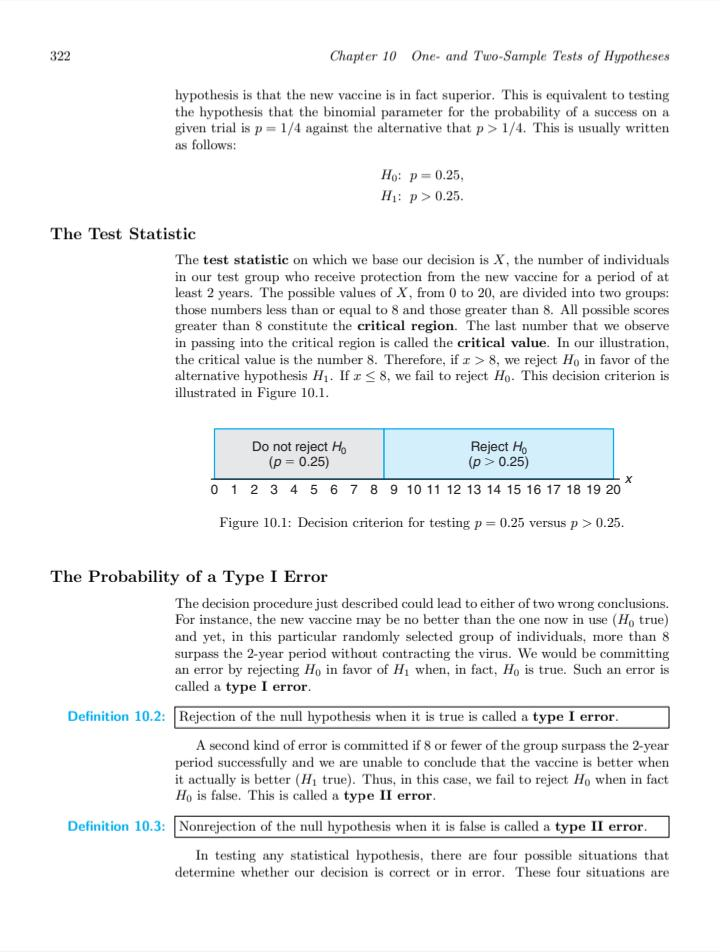 322
Chapter 10 One- and Two-Sample Tests of Hypotheses
hypothesis is that the new vaccine is in fact superior. This is equivalent to testing
the hypothesis that the binomial parameter for the probability of a success on a
given trial is p = 1/4 against the alternative that p > 1/4. This is usually written
as follows:
H₀: p = 0.25,
H₁: p > 0.25.
The Test Statistic
The test statistic on which we base our decision is X, the number of individuals
in our test group who receive protection from the new vaccine for a period of at
least 2 years. The possible values of X, from 0 to 20, are divided into two groups:
those numbers less than or equal to 8 and those greater than 8. All possible scores
greater than 8 constitute the critical region. The last number that we observe
in passing into the critical region is called the critical value. In our illustration,
the critical value is the number 8. Therefore, if x > 8, we reject H₀ in favor of the
alternative hypothesis H₁. If x ≤ 8, we fail to reject H₀. This decision criterion is
illustrated in Figure 10.1.
Do not reject H₀
(p = 0.25)
Reject H₀
(p > 0.25)
x
0 1 2 3 4 5 6 7 8 9 10 11 12 13 14 15 16 17 18 19 20
Figure 10.1: Decision criterion for testing p = 0.25 versus p > 0.25.
The Probability of a Type I Error
The decision procedure just described could lead to either of two wrong conclusions.
For instance, the new vaccine may be no better than the one now in use (H₀ true)
and yet, in this particular randomly selected group of individuals, more than 8
surpass the 2-year period without contracting the virus. We would be committing
an error by rejecting H₀ in favor of H₁ when, in fact, H₀ is true. Such an error is
called a type I error.
Definition 10.2: Rejection of the null hypothesis when it is true is called a type I error.
A second kind of error is committed if 8 or fewer of the group surpass the 2-year
period successfully and we are unable to conclude that the vaccine is better when
it actually is better (H₁ true). Thus, in this case, we fail to reject H₀ when in fact
H₀ is false. This is called a type II error.
Definition 10.3: Nonrejection of the null hypothesis when it is false is called a type II error.
In testing any statistical hypothesis, there are four possible situations that
determine whether our decision is correct or in error. These four situations are